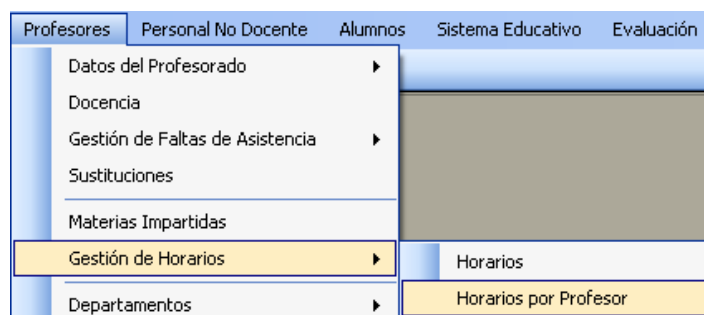 Profesores Personal No Docente Alumnos Sistema Educativo Evaluación
Datos del Profesorado
Docencia
Gestión de Faltas de Asistencia
Sustituciones
Materias Impartidas
Gestión de Horarios
Horarios
Horarios por Profesor
Departamentos